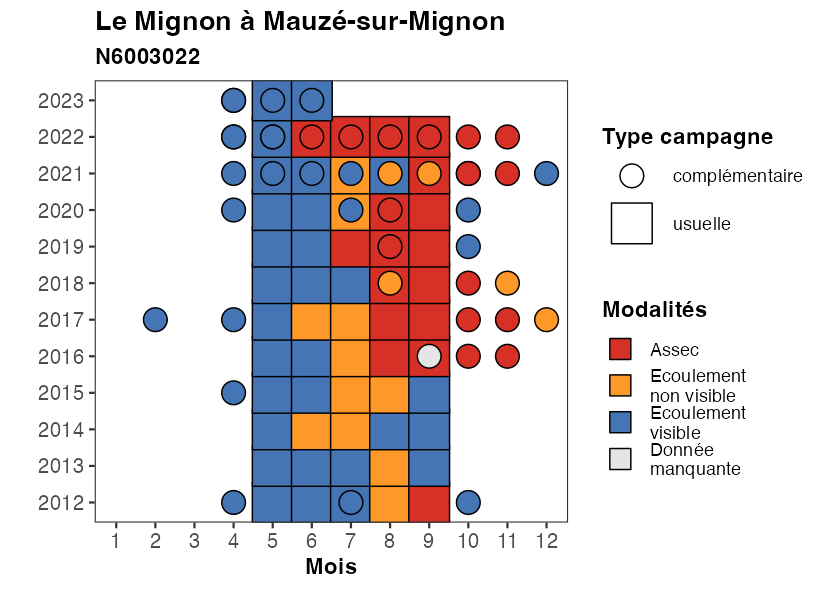 Le Mignon à Mauzé-sur-Mignon
N6003022
2023
2022
2021
2020
2019
2018
2017
2016
2015
2014
2013
2012
1 2 3 4 5 6 7 8 9 10 11 12
Mois
Type campagne
complémentaire
usuelle
Modalités
Assec
Ecoulement
non visible
Ecoulement
visible
Donnée
manquante